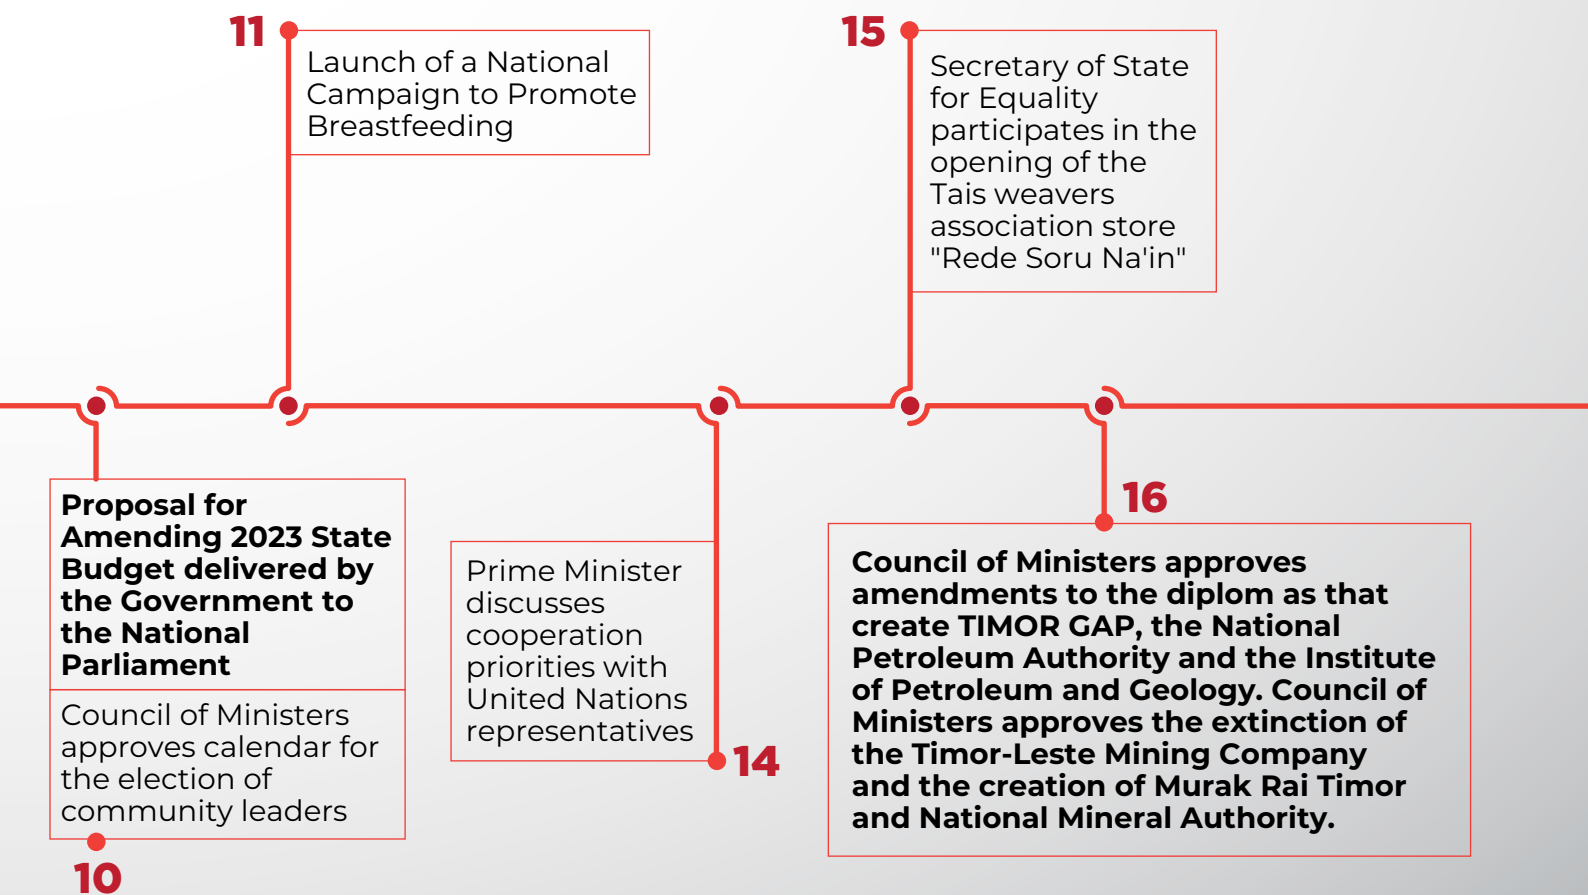 11
Launch of a National
Campaign to Promote
Breastfeeding
15
Secretary of State
for Equality
participates in the
opening of the
Tais weavers
association store
"Rede Soru Na'in"
Proposal for
Amending 2023 State
Budget delivered by
the Government to
the National
Parliament
Council of Ministers
approves calendar for
the election of
community leaders
10
Prime Minister
discusses
cooperation
priorities with
United Nations
representatives
14
16
Council of Ministers approves
amendments to the diplom as that
create TIMOR GAP, the National
Petroleum Authority and the Institute
of Petroleum and Geology. Council of
Ministers approves the extinction of
the Timor-Leste Mining Company
and the creation of Murak Rai Timor
and National Mineral Authority.